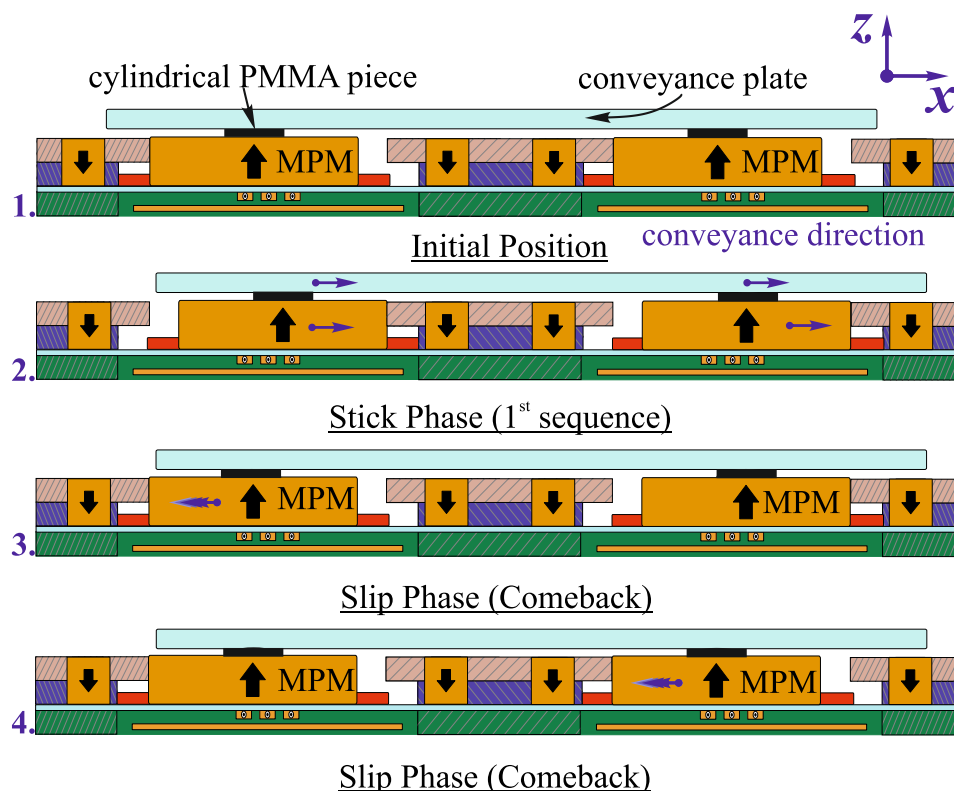 z
cylindrical PMMA piece
conveyance plate
x
MPM
MPM
1.
Initial Position
conveyance direction
2.
Stick Phase (1st sequence)
MPM
MPM
3.
Slip Phase (Comeback)
MPM
MPM
4.
Slip Phase (Comeback)